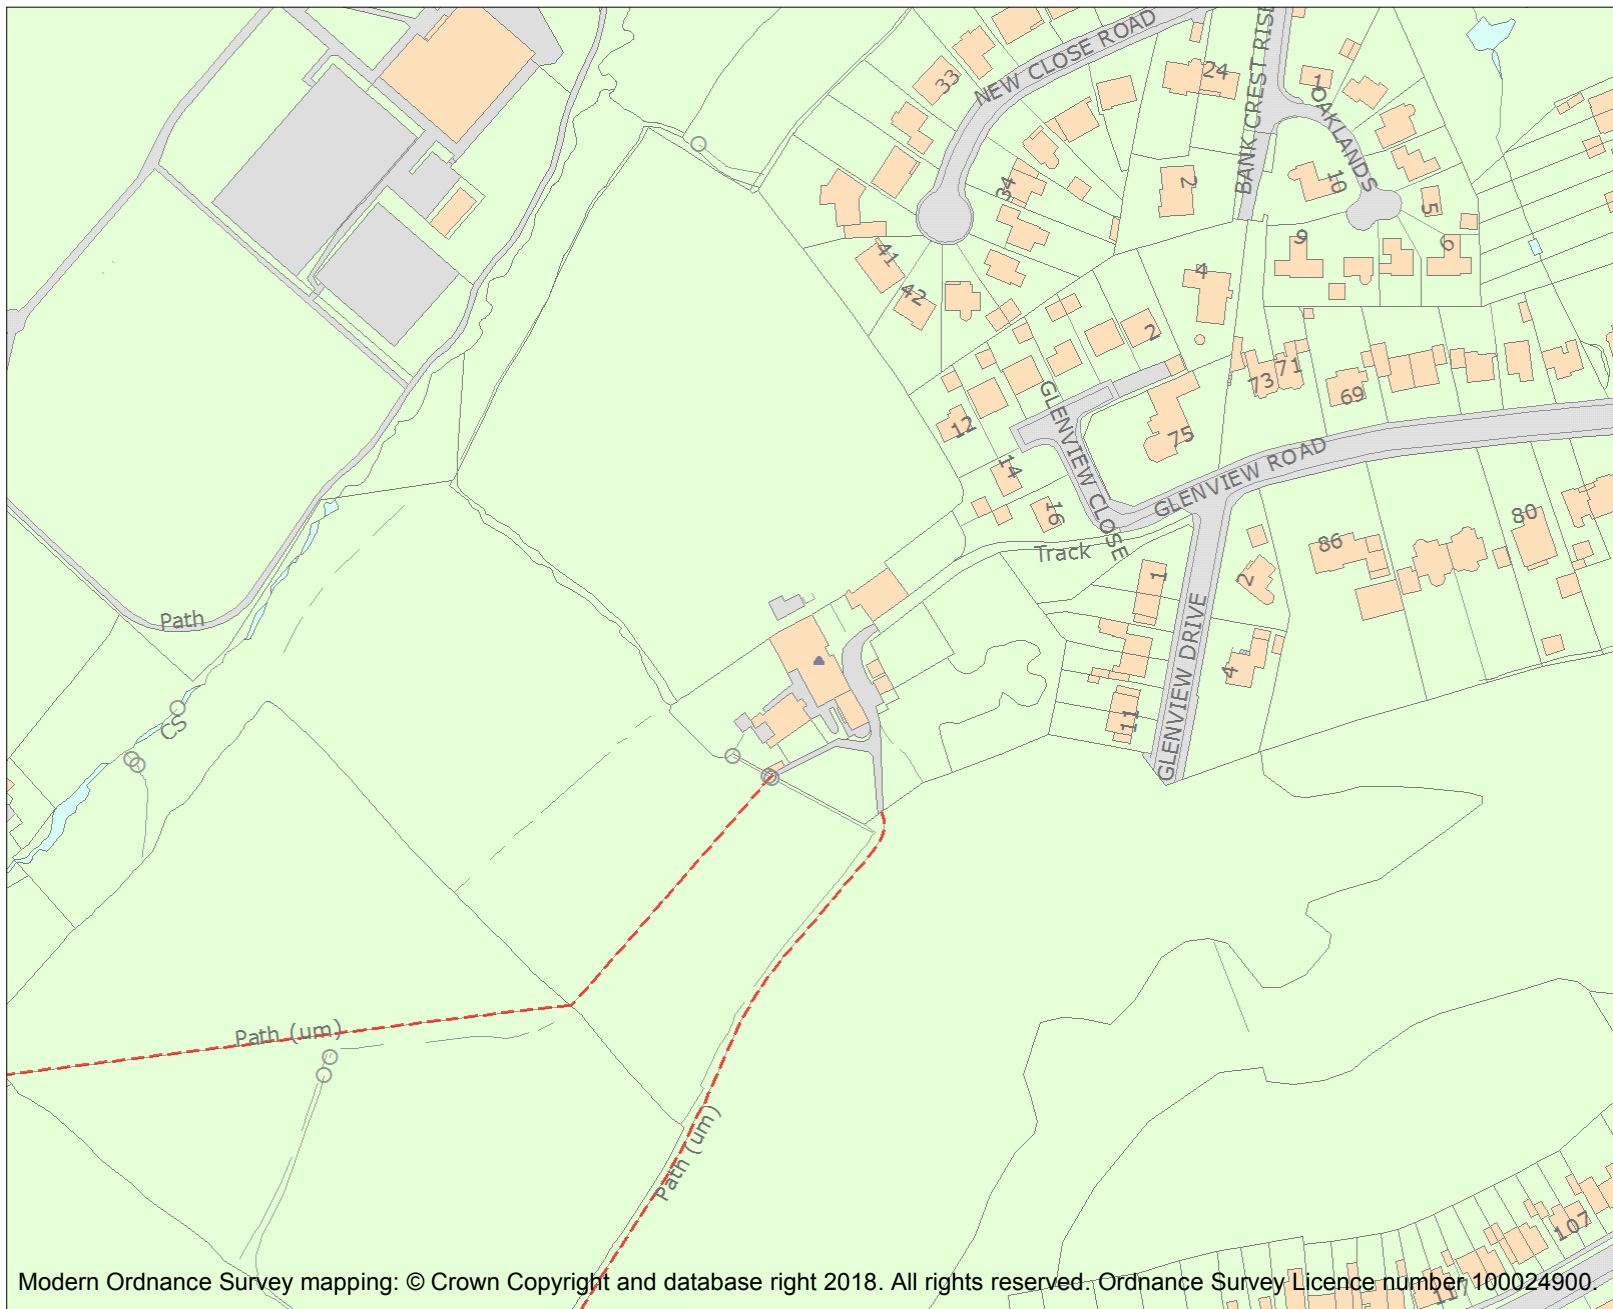 NEW CLOSE ROAD
33
24
BANK CREST RISE
1
OAKLANDS
34
2
10
5
9
6
41
42
4
2
73
71
69
12
GLENVIEW CLOSE
75
14
GLENVIEW ROAD
16
Track
80
86
1
2
Path
GLENVIEW DRIVE
4
11
CS
Path (um)
Path (um)
107
117
Modern Ordnance Survey mapping: © Crown Copyright and database right 2018. All rights reserved. Ordnance Survey Licence number 100024900.